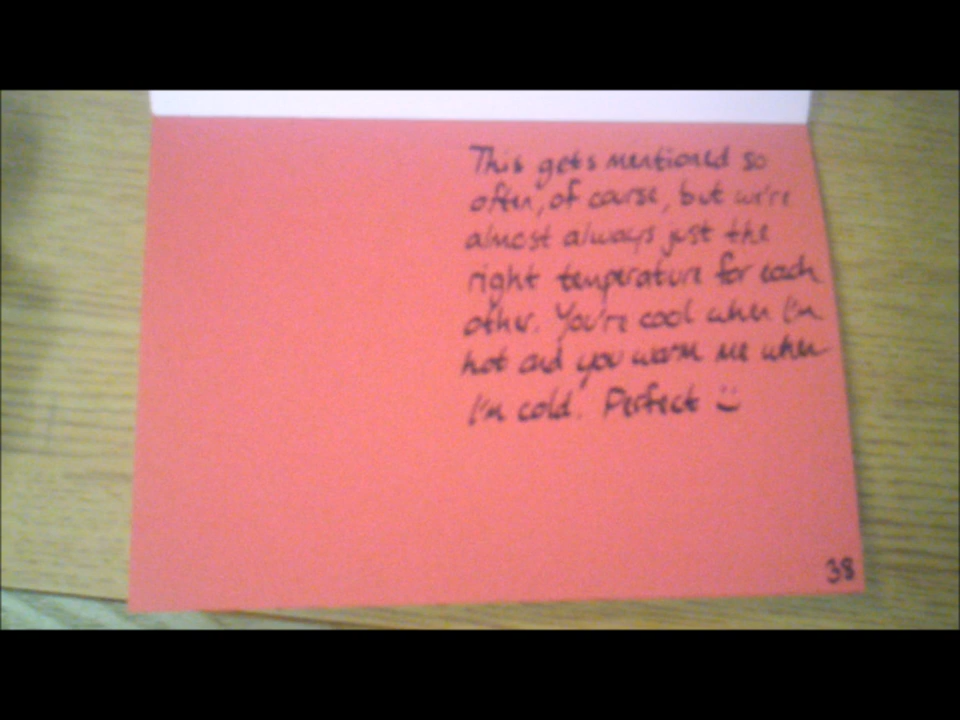 This gets mentioned so
often, of course, but we're
almost always just the
right temperature for each
other. You're cool when I'm
hot and you warm me when
I'm cold. Perfect :)
38